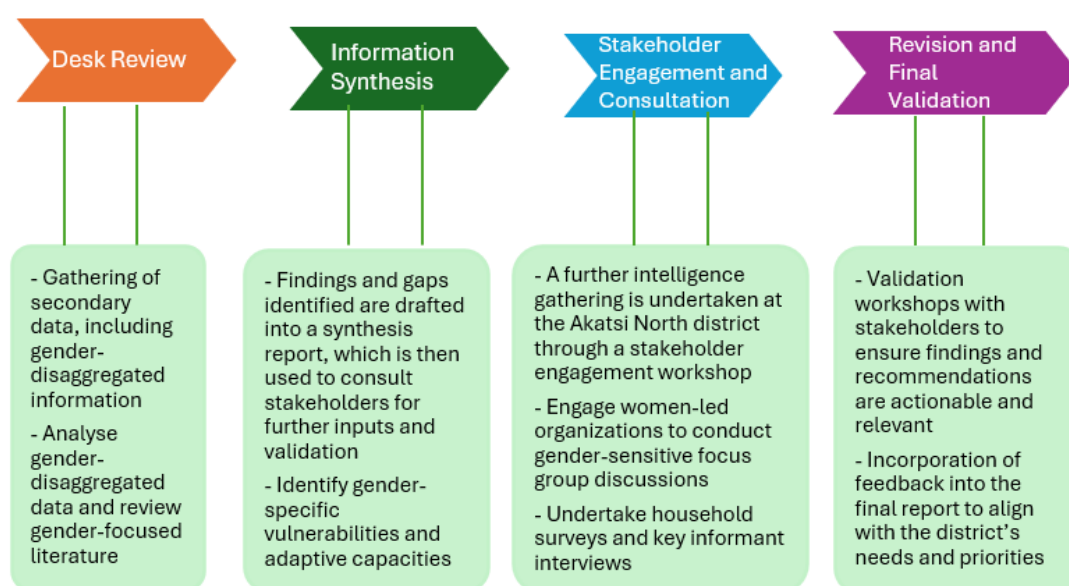 Desk Review
Information
Synthesis
Stakeholder
Engagement and
Consultation
Revision and
Final
Validation
- Gathering of
secondary
data, including
gender-
disaggregated
information
- Analyse
gender-
disaggregated
data and review
gender-focused
literature
- Findings and gaps
identified are drafted
into a synthesis
report, which is then
used to consult
stakeholders for
further inputs and
validation
- Identify gender-
specific
vulnerabilities and
adaptive capacities
- A further intelligence
gathering is undertaken at
the Akatsi North district
through a stakeholder
engagement workshop
- Engage women-led
organizations to conduct
gender-sensitive focus
group discussions
- Undertake household
surveys and key informant
interviews
- Validation
workshops with
stakeholders to
ensure findings and
recommendations
are actionable and
relevant
- Incorporation of
feedback into the
final report to align
with the district's
needs and priorities